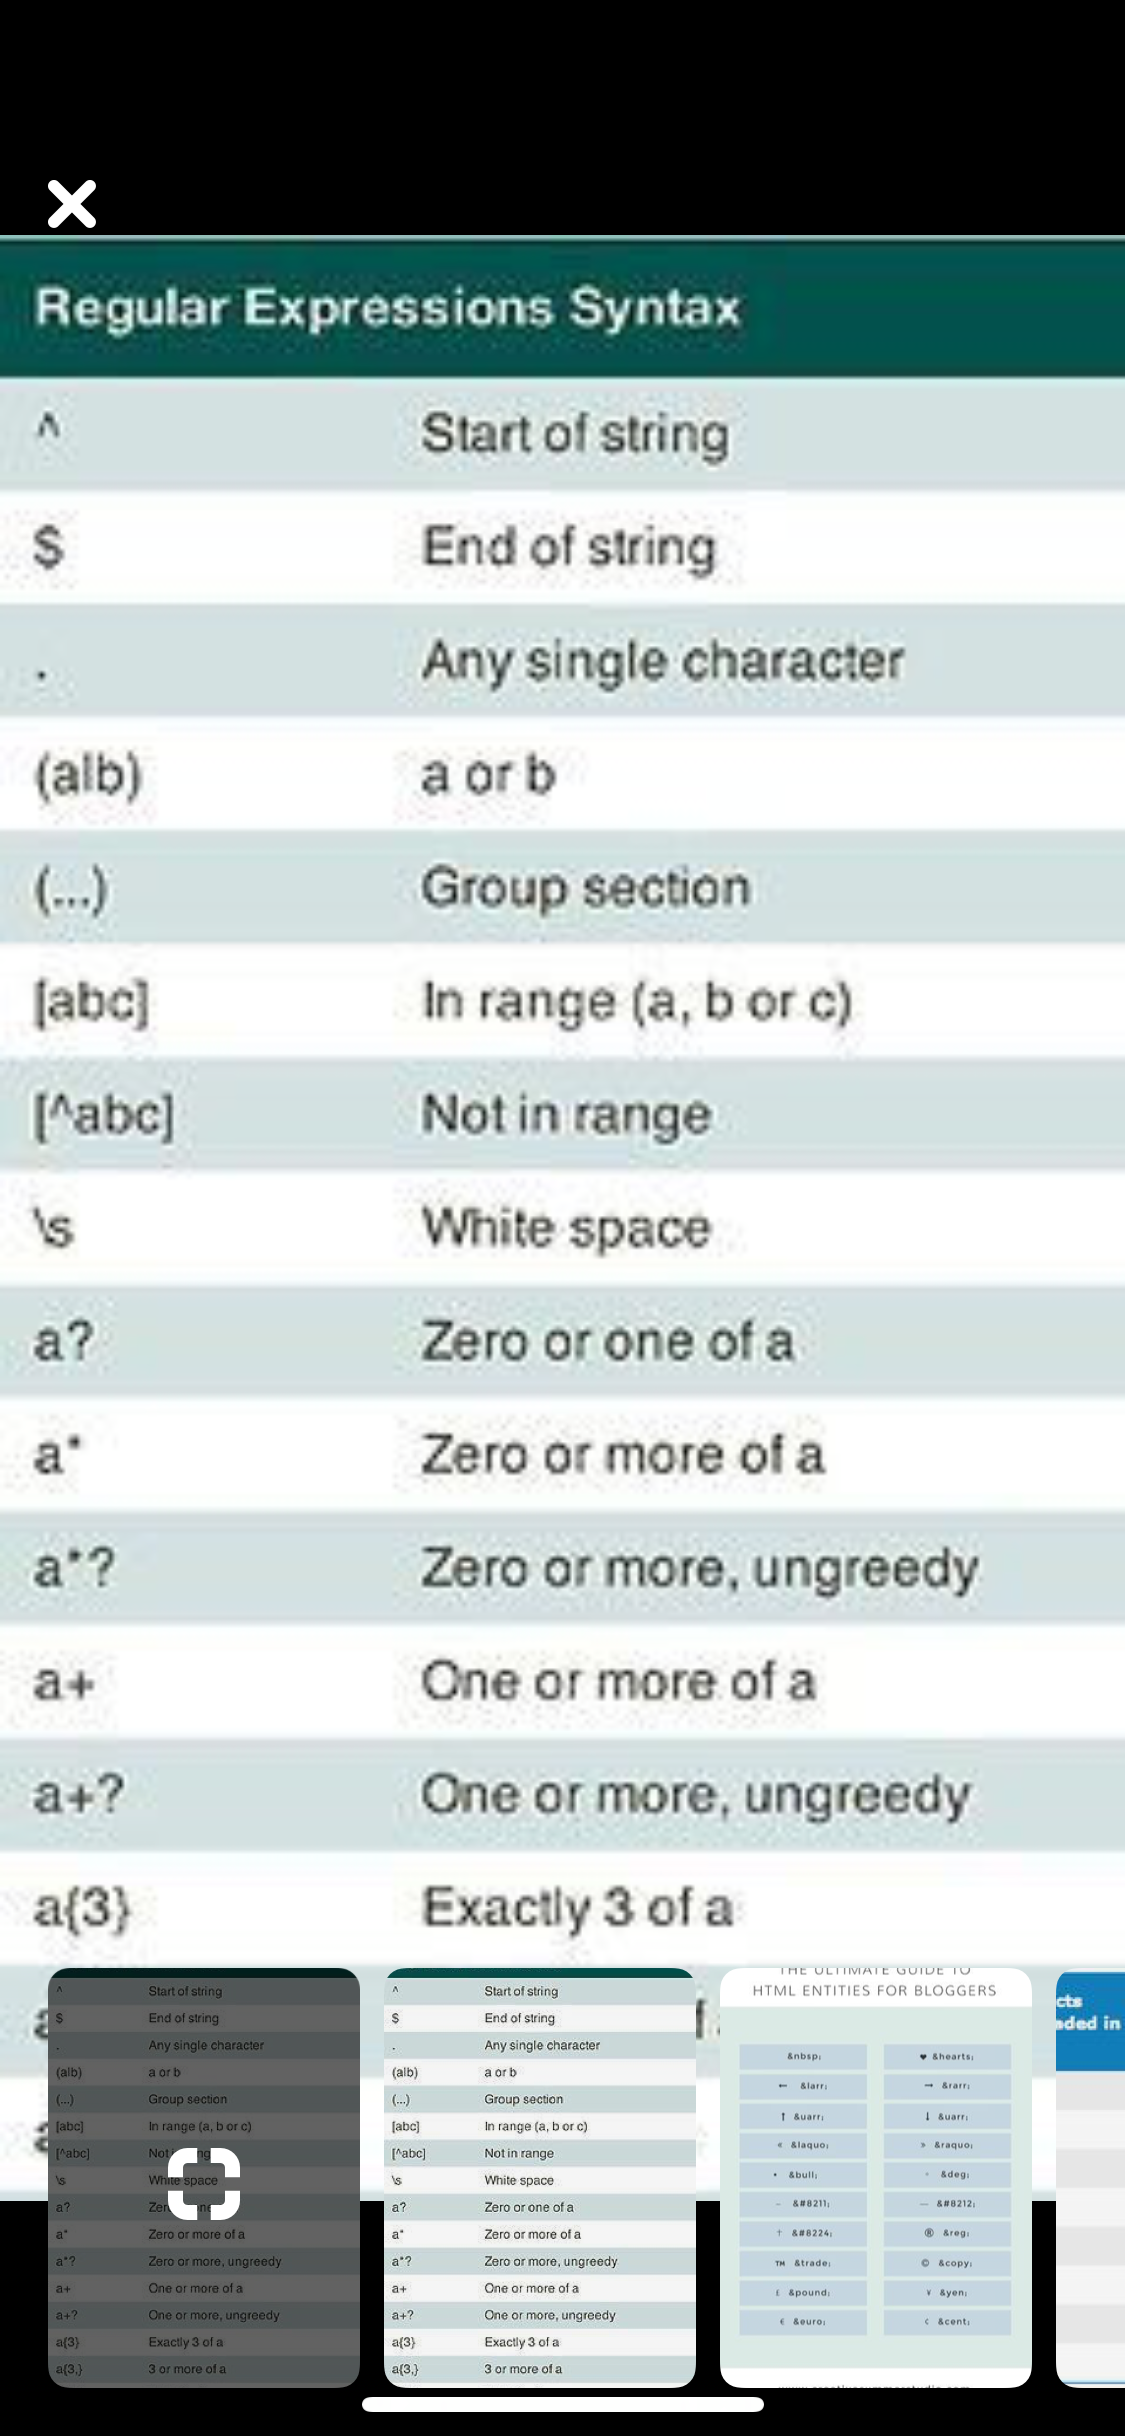 Regular Expressions Syntax
^ Start of string
$ End of string
. Any single character
(alb) a or b
(...) Group section
[abc] In range (a, b or c)
[^abc] Not in range
\s White space
a? Zero or one of a
a* Zero or more of a
a*? Zero or more, ungreedy
a+ One or more of a
a+? One or more, ungreedy
a{3} Exactly 3 of a
^ Start of string
$ End of string
. Any single character
(alb) a or b
(...) Group section
[abc] In range (a, b or c)
[^abc]
\s White space
a?
a* Zero or more of a
a*? Zero or more, ungreedy
a+ One or more of a
a+? One or more, ungreedy
a{3} Exactly 3 of a
a{3,} 3 or more of a
^ Start of string
$ End of string
. Any single character
(alb) a or b
(...) Group section
[abc] In range (a, b or c)
[^abc] Not in range
\s White space
a? Zero or one of a
a* Zero or more of a
a*? Zero or more, ungreedy
a+ One or more of a
a+? One or more, ungreedy
a{3} Exactly 3 of a
a{3,} 3 or more of a
THE ULTIMATE GUIDE TO
HTML ENTITIES FOR BLOGGERS
&nbsp; ♥ &hearts;
← &larr; → &rarr;
↑ &uarr; ↓ &uarr;
« &laquo; » &raquo;
• &bull; ° &deg;
– &#8211; — &#8212;
† &#8224; ® &reg;
™ &trade; © &copy;
£ &pound; ¥ &yen;
€ &euro; ¢ &cent;
cts
ded in